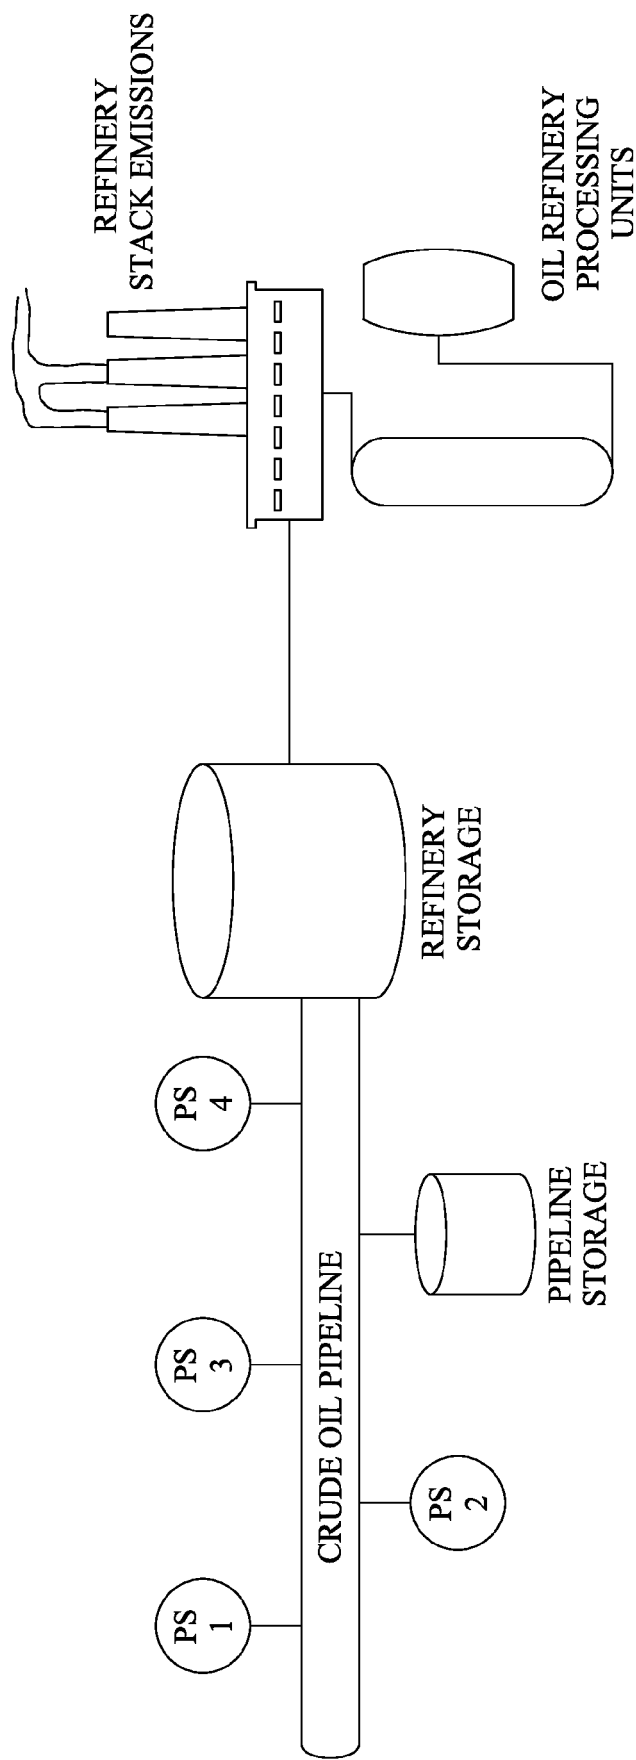 PS
1
PS
3
PS
4
REFINERY
STACK EMISSIONS
CRUDE OIL PIPELINE
PS
2
PIPELINE
STORAGE
REFINERY
STORAGE
OIL REFINERY
PROCESSING
UNITS